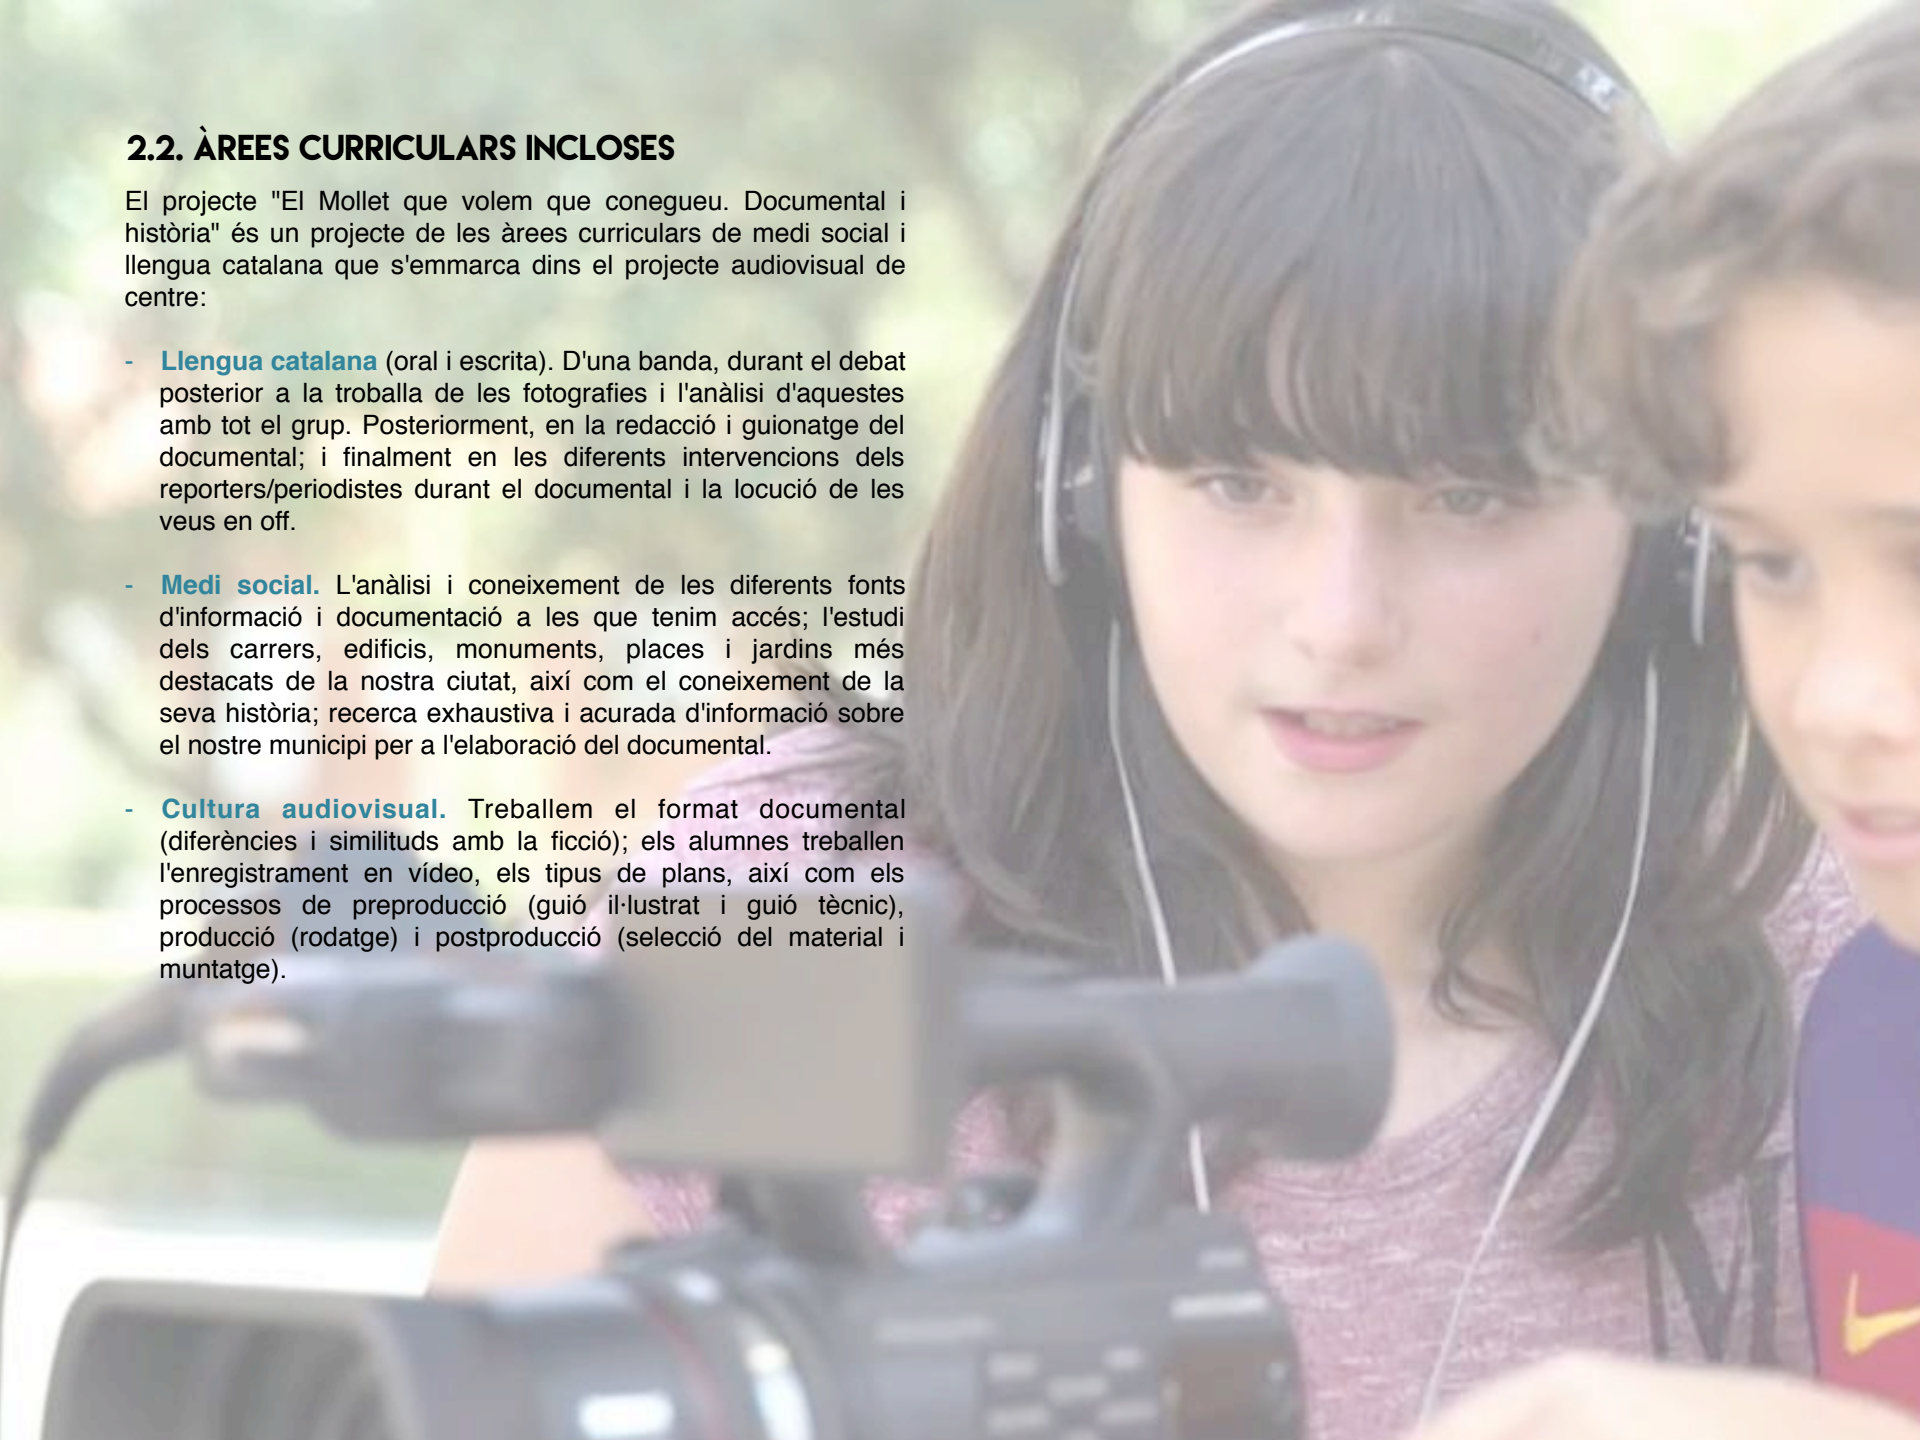 2.2. ÀREES CURRICULARS INCLOSES
El projecte "El Mollet que volem que conegueu. Documental i
història" és un projecte de les àrees curriculars de medi social i
llengua catalana que s'emmarca dins el projecte audiovisual de
centre:
- Llengua catalana (oral i escrita). D'una banda, durant el debat
posterior a la troballa de les fotografies i l'anàlisi d'aquestes
amb tot el grup. Posteriorment, en la redacció i guionatge del
documental; i finalment en les diferents intervencions dels
reporters/periodistes durant el documental i la locució de les
veus en off.
- Medi social. L'anàlisi i coneixement de les diferents fonts
d'informació i documentació a les que tenim accés; l'estudi
dels carrers, edificis, monuments, places i jardins més
destacats de la nostra ciutat, així com el coneixement de la
seva història; recerca exhaustiva i acurada d'informació sobre
el nostre municipi per a l'elaboració del documental.
- Cultura audiovisual. Treballem el format documental
(diferències i similituds amb la ficció); els alumnes treballen
l'enregistrament en vídeo, els tipus de plans, així com els
processos de preproducció (guió il·lustrat i guió tècnic),
producció (rodatge) i postproducció (selecció del material i
muntatge).